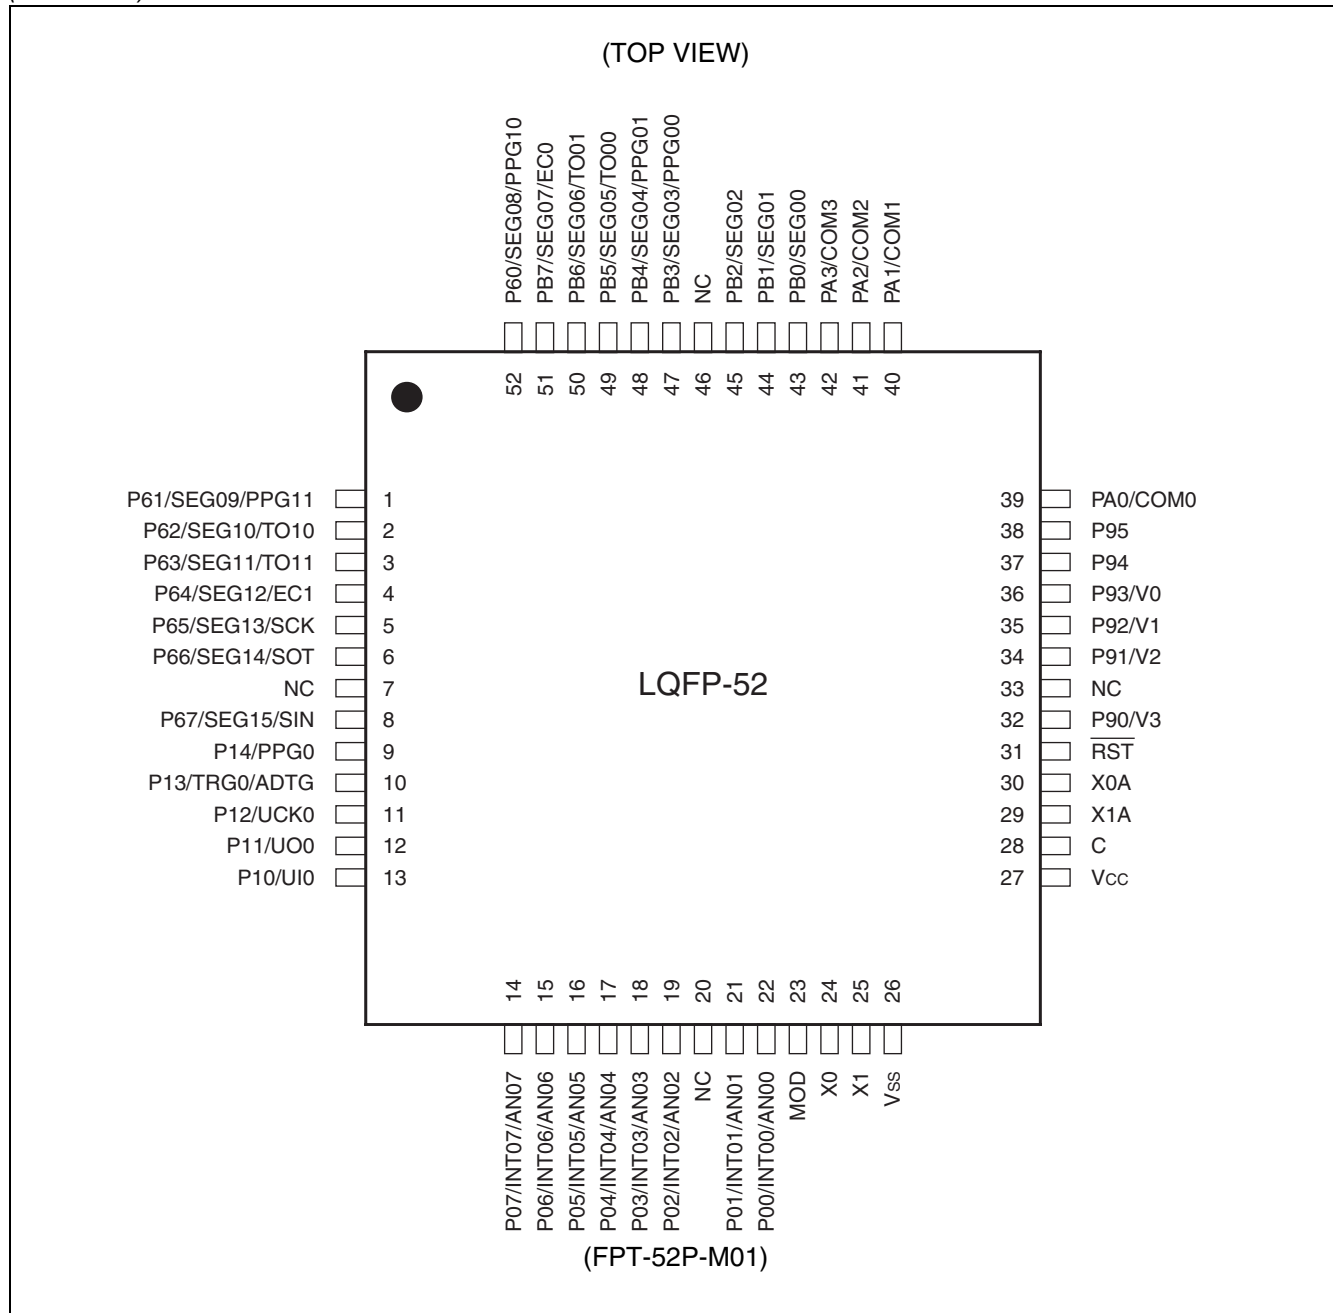 (TOP VIEW)
P60/SEG08/PPG10
PB7/SEG07/EC0
PB6/SEG06/TO01
PB5/SEG05/TO00
PB4/SEG04/PPG01
PB3/SEG03/PPG00
NC
PB2/SEG02
PB1/SEG01
PB0/SEG00
PA3/COM3
PA2/COM2
PA1/COM1
52 51 50 49 48 47 46 45 44 43 42 41 40
P61/SEG09/PPG11 1
P62/SEG10/TO10 2
P63/SEG11/TO11 3
P64/SEG12/EC1 4
P65/SEG13/SCK 5
P66/SEG14/SOT 6
NC 7
P67/SEG15/SIN 8
P14/PPG0 9
P13/TRG0/ADTG 10
P12/UCK0 11
P11/UO0 12
P10/UI0 13
LQFP-52
39 PA0/COM0
38 P95
37 P94
36 P93/V0
35 P92/V1
34 P91/V2
33 NC
32 P90/V3
31 RST
30 X0A
29 X1A
28 C
27 Vcc
14 15 16 17 18 19 20 21 22 23 24 25 26
P07/INT07/AN07
P06/INT06/AN06
P05/INT05/AN05
P04/INT04/AN04
P03/INT03/AN03
P02/INT02/AN02
NC
P01/INT01/AN01
P00/INT00/AN00
MOD
X0
X1
Vss
(FPT-52P-M01)